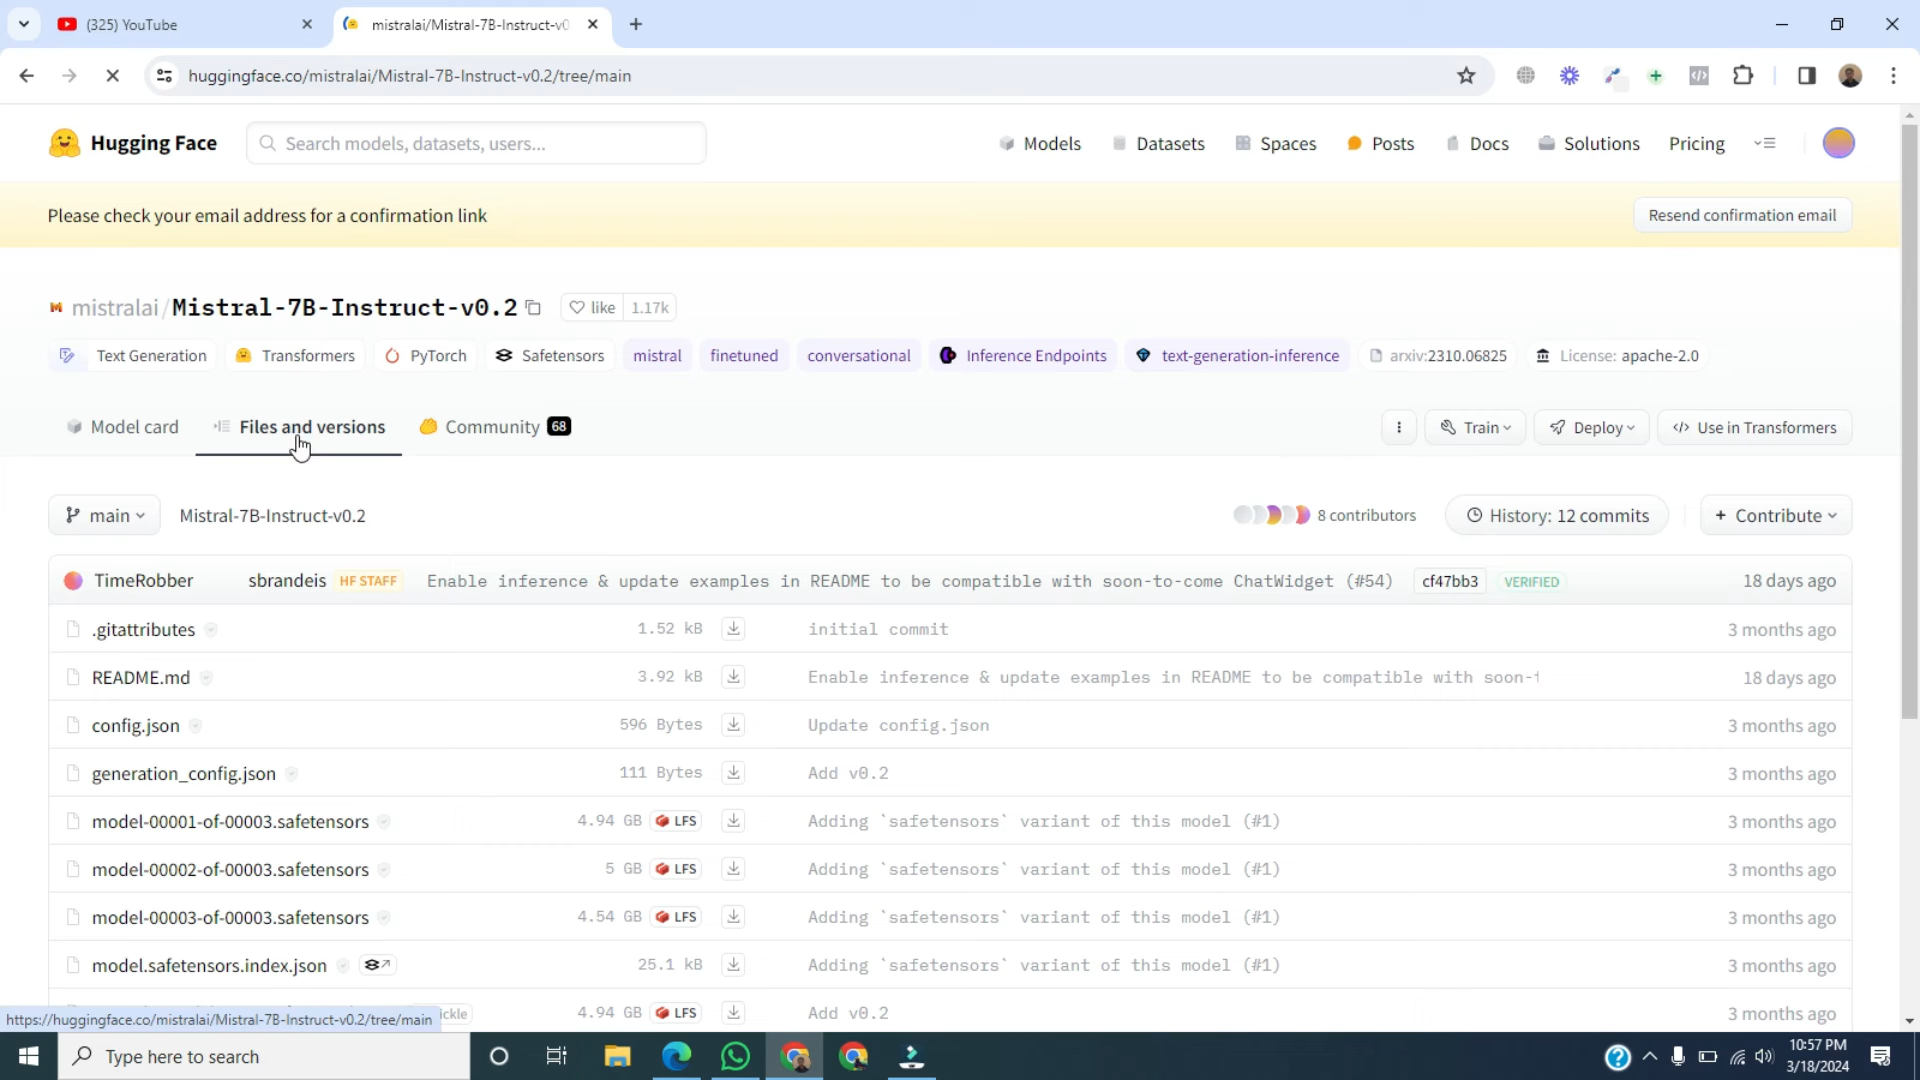 (325) YouTube
mistralai/Mistral-7B-Instruct-v0
huggingface.co/mistralai/Mistral-7B-Instruct-v0.2/tree/main
Hugging Face
Search models, datasets, users...
Models
Datasets
Spaces
Posts
Docs
Solutions
Pricing
Please check your email address for a confirmation link
Resend confirmation email
mistralai/Mistral-7B-Instruct-v0.2
like 1.17k
Text Generation
Transformers
PyTorch
Safetensors
mistral
finetuned
conversational
Inference Endpoints
text-generation-inference
arxiv:2310.06825
License: apache-2.0
Model card
Files and versions
Community 68
Train
Deploy
</> Use in Transformers
main
Mistral-7B-Instruct-v0.2
8 contributors
History: 12 commits
+ Contribute
TimeRobber sbrandeis HF STAFF Enable inference & update examples in README to be compatible with soon-to-come ChatWidget (#54) cf47bb3 VERIFIED 18 days ago
.gitattributes 1.52 kB initial commit 3 months ago
README.md 3.92 kB Enable inference & update examples in README to be compatible with soon-t 18 days ago
config.json 596 Bytes Update config.json 3 months ago
generation_config.json 111 Bytes Add v0.2 3 months ago
model-00001-of-00003.safetensors 4.94 GB LFS Adding `safetensors` variant of this model (#1) 3 months ago
model-00002-of-00003.safetensors 5 GB LFS Adding `safetensors` variant of this model (#1) 3 months ago
model-00003-of-00003.safetensors 4.54 GB LFS Adding `safetensors` variant of this model (#1) 3 months ago
model.safetensors.index.json 25.1 kB Adding `safetensors` variant of this model (#1) 3 months ago
ickle 4.94 GB LFS Add v0.2 3 months ago
https://huggingface.co/mistralai/Mistral-7B-Instruct-v0.2/tree/main
Type here to search
10:57 PM
3/18/2024